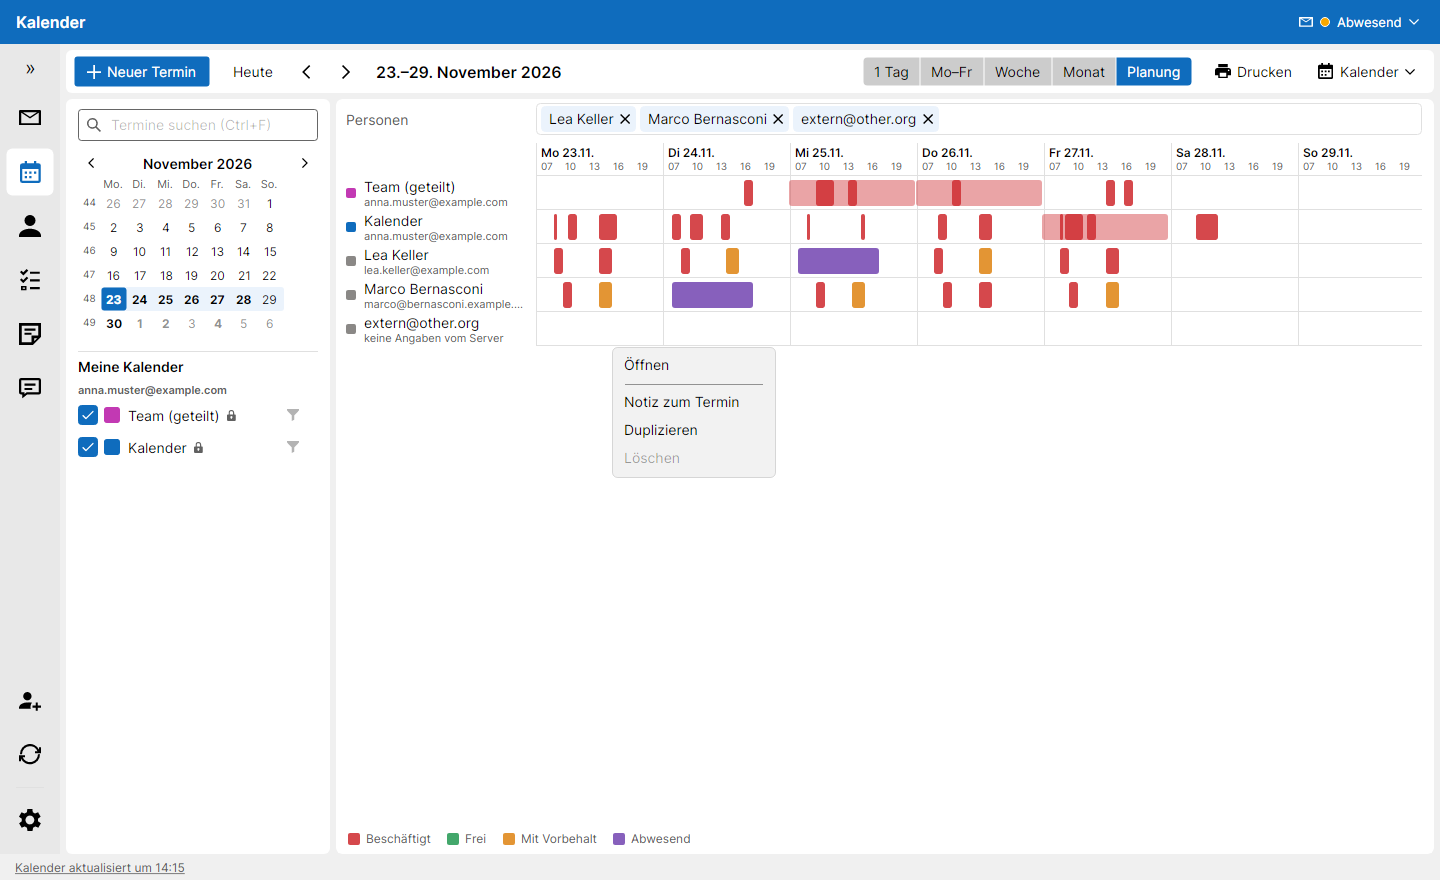 Kalender
Abwesend
»
Neuer Termin
Heute
23.–29. November 2026
1 Tag
Mo–Fr
Woche
Monat
Planung
Drucken
Kalender
Termine suchen (Ctrl+F)
November 2026
Mo. Di. Mi. Do. Fr. Sa. So.
44 26 27 28 29 30 31 1
45 2 3 4 5 6 7 8
46 9 10 11 12 13 14 15
47 16 17 18 19 20 21 22
48 23 24 25 26 27 28 29
49 30 1 2 3 4 5 6
Meine Kalender
anna.muster@example.com
Team (geteilt)
Kalender
Personen
Lea Keller
Marco Bernasconi
extern@other.org
Mo 23.11. Di 24.11. Mi 25.11. Do 26.11. Fr 27.11. Sa 28.11. So 29.11.
07 10 13 16 19 07 10 13 16 19 07 10 13 16 19 07 10 13 16 19 07 10 13 16 19 07 10 13 16 19 07 10 13 16 19
Team (geteilt)
anna.muster@example.com
Kalender
anna.muster@example.com
Lea Keller
lea.keller@example.com
Marco Bernasconi
marco@bernasconi.example....
extern@other.org
keine Angaben vom Server
Öffnen
Notiz zum Termin
Duplizieren
Löschen
Beschäftigt
Frei
Mit Vorbehalt
Abwesend
Kalender aktualisiert um 14:15